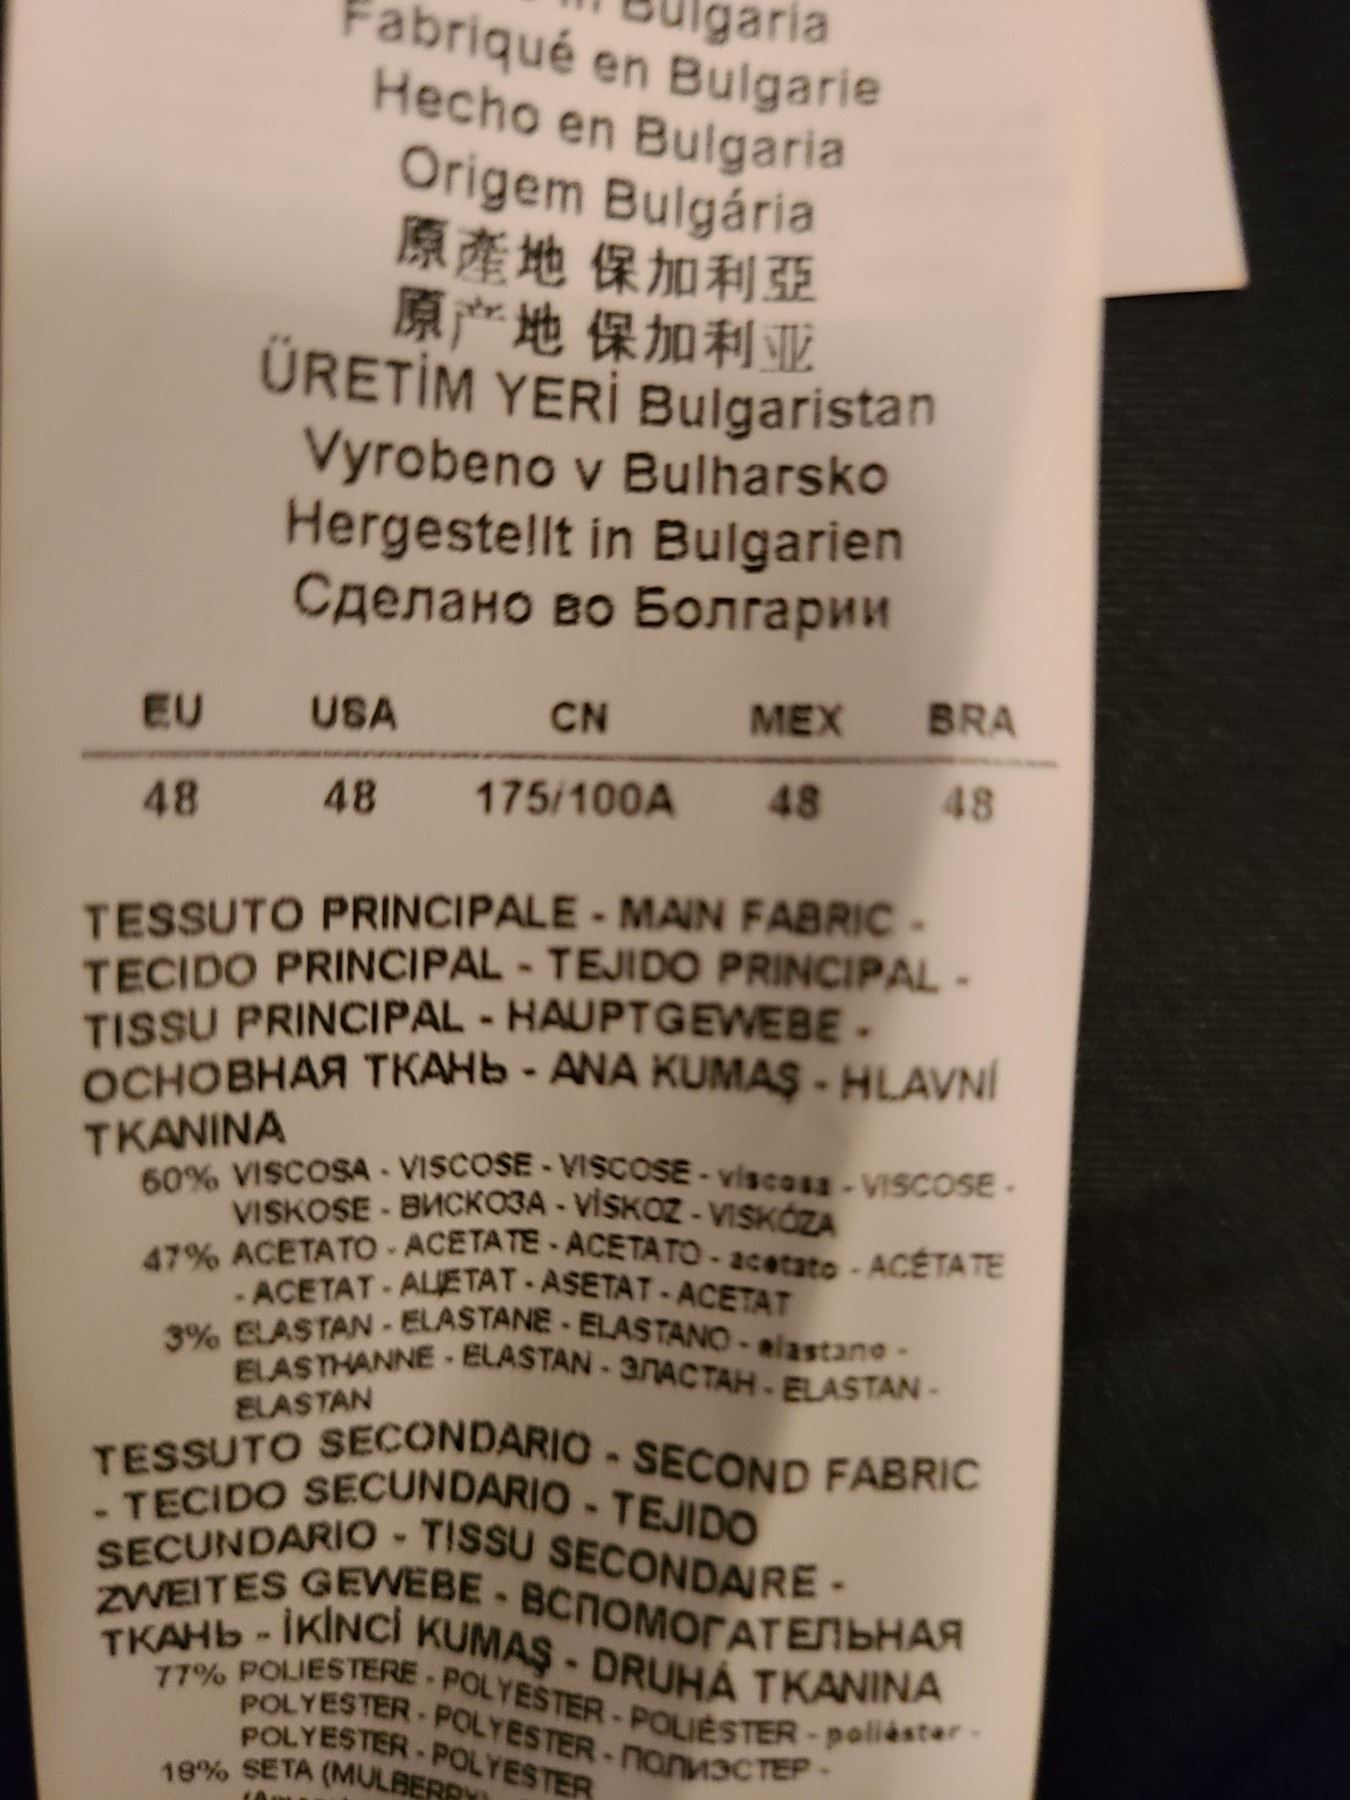 in Bulgaria
Fabriqué en Bulgarie
Hecho en Bulgaria
Origem Bulgária
原產地 保加利亞
原产地 保加利亚
ÜRETİM YERİ Bulgaristan
Vyrobeno v Bulharsko
Hergestellt in Bulgarien
Сделано во Болгарии
EU USA CN MEX BRA
48 48 175/100A 48 48
TESSUTO PRINCIPALE - MAIN FABRIC -
TECIDO PRINCIPAL - TEJIDO PRINCIPAL -
TISSU PRINCIPAL - HAUPTGEWEBE -
ОСНОВНАЯ ТКАНЬ - ANA KUMAŞ - HLAVNÍ
TKANINA
50% VISCOSA - VISCOSE - VISCOSE - viscosa - VISCOSE -
VISKOSE - ВИСКОЗА - VİSKOZ - VISKÓZA
47% ACETATO - ACETATE - ACETATO - acetato - ACÉTATE
- ACETAT - АЦЕТАТ - ASETAT - ACETAT
3% ELASTAN - ELASTANE - ELASTANO - elastano -
ELASTHANNE - ELASTAN - ЭЛАСТАН - ELASTAN -
ELASTAN
TESSUTO SECONDARIO - SECOND FABRIC
- TECIDO SECUNDARIO - TEJIDO
SECUNDARIO - TISSU SECONDAIRE -
ZWEITES GEWEBE - ВСПОМОГАТЕЛЬНАЯ
ТКАНЬ - İKİNCİ KUMAŞ - DRUHÁ TKANINA
77% POLIESTERE - POLYESTER - POLIÉSTER - poliéster -
POLYESTER - POLYESTER - ПОЛИЭСТЕР -
POLYESTER - POLYESTER
19% SETA (MULBERRY)